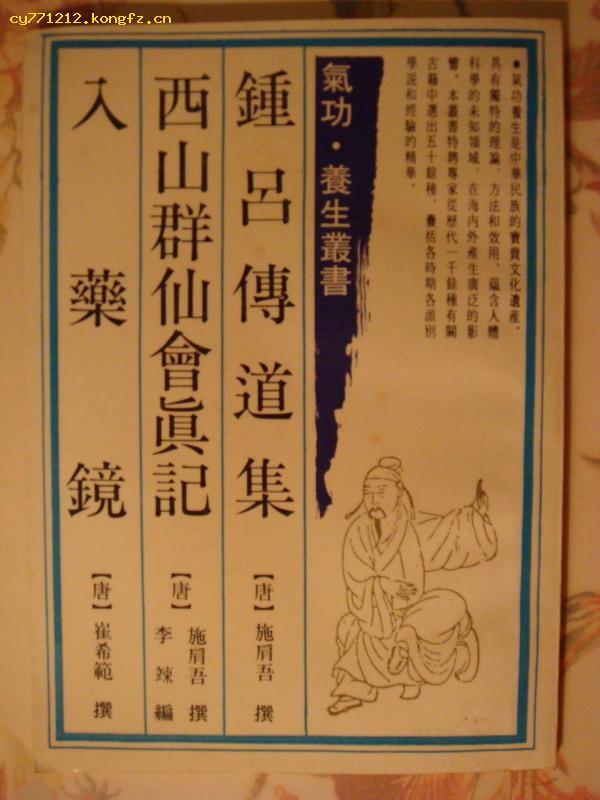 cy771212.kongfz.cn
●氣功養生是中華民族的寶貴文化遺産，
具有獨特的理論、方法和效用，蘊含人體
科學的未知領域，在海内外産生廣泛的影
響。本叢書特聘專家從歷代一千餘種有關
古籍中選出五十餘種，囊括各時期各派别
學説和經驗的精華。
氣功·養生叢書
鍾吕傳道集
【唐】施肩吾 撰
西山群仙會眞記
【唐】施肩吾 撰
李竦 編
入藥鏡
【唐】崔希範 撰